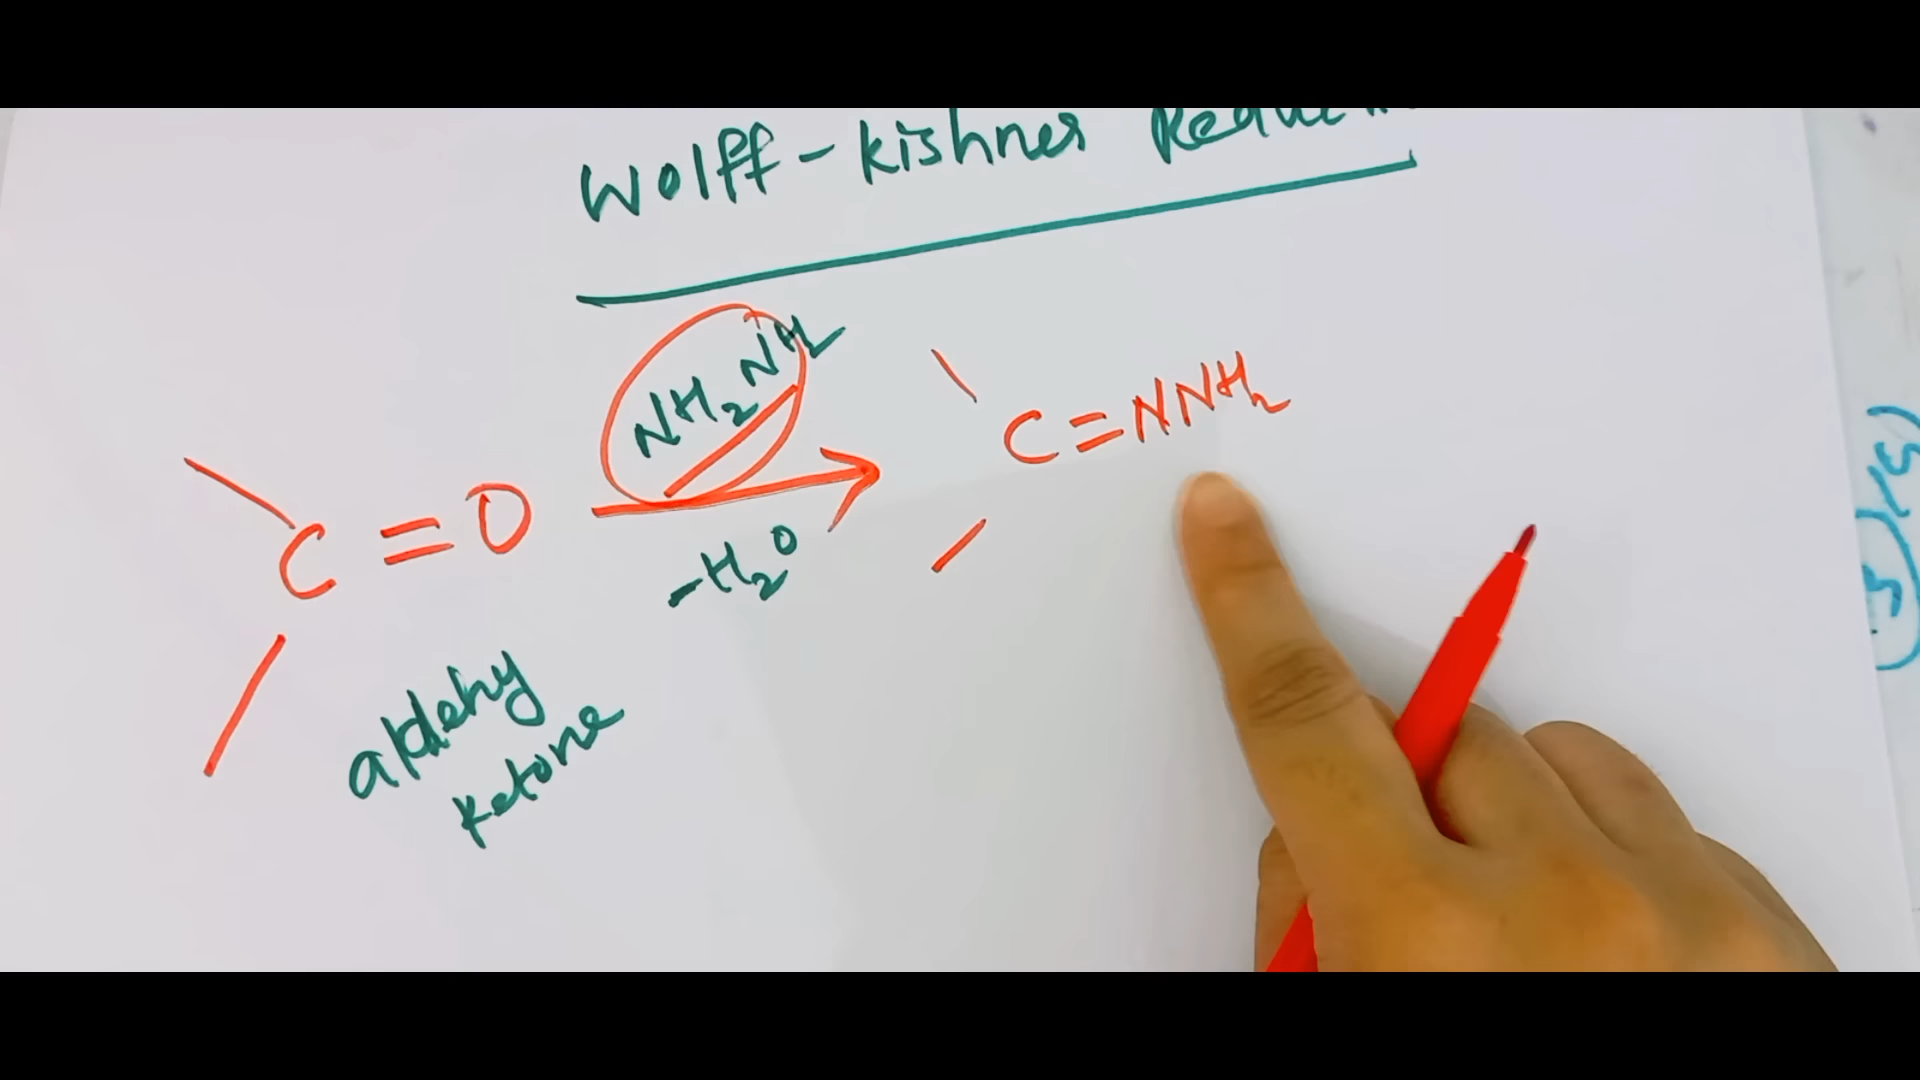 Wolff-Kishner
NH2NH2
C=NNH2
C=O
-H2O
aldehy
ketone